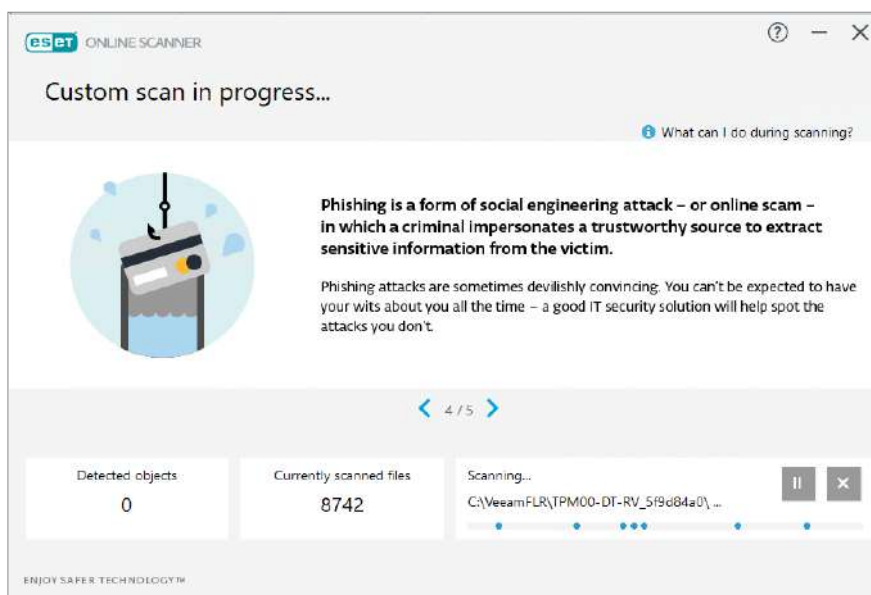 eset ONLINE SCANNER
Custom scan in progress...
What can I do during scanning?
Phishing is a form of social engineering attack – or online scam –
in which a criminal impersonates a trustworthy source to extract
sensitive information from the victim.
Phishing attacks are sometimes devilishly convincing. You can't be expected to have
your wits about you all the time – a good IT security solution will help spot the
attacks you don't.
4 / 5
Detected objects
0
Currently scanned files
8742
Scanning...
C:\VeeamFLR\TPM00-DT-RV_5f9d84a0\ ...
ENJOY SAFER TECHNOLOGY™